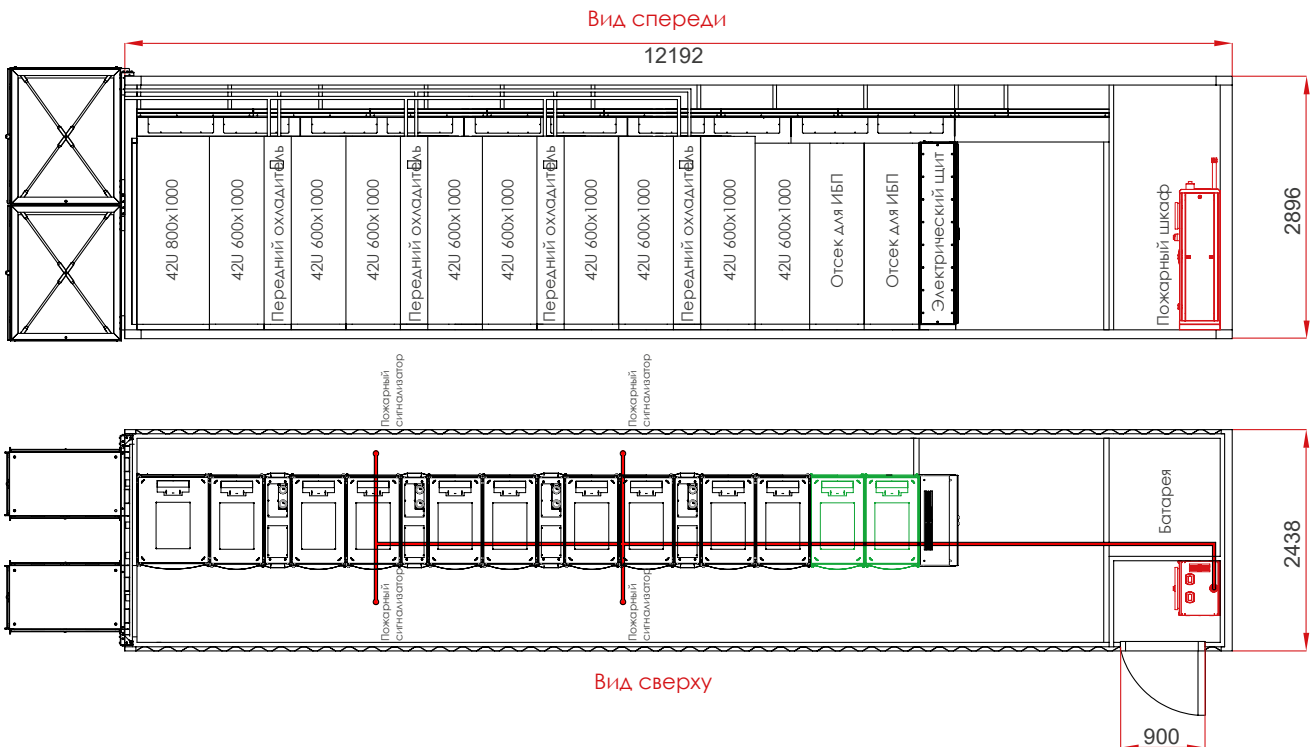 Вид спереди
12192
42U 800x1000
42U 600x1000
Передний охладитель
42U 600x1000
42U 600x1000
Передний охладитель
42U 600x1000
42U 600x1000
Передний охладитель
42U 600x1000
42U 600x1000
Передний охладитель
42U 600x1000
42U 600x1000
Отсек для ИБП
Отсек для ИБП
Электрический щит
Пожарный шкаф
2896
Пожарный
сигнализатор
Пожарный
сигнализатор
Батарея
2438
Пожарный
сигнализатор
Пожарный
сигнализатор
Вид сверху
900